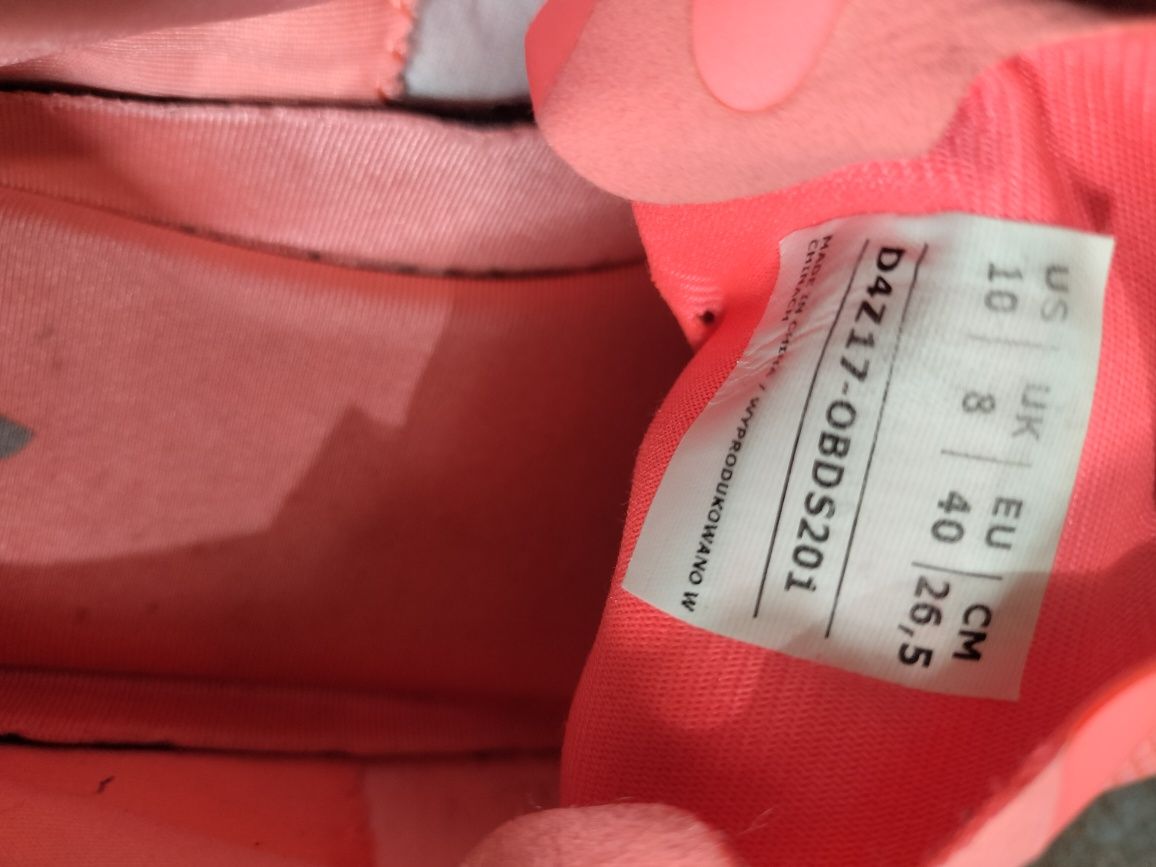 US | UK | EU | CM
10 | 8 | 40 | 26,5
D4Z17-OBDS201
MADE IN CHINA / WYPRODUKOWANO W
CHINACH